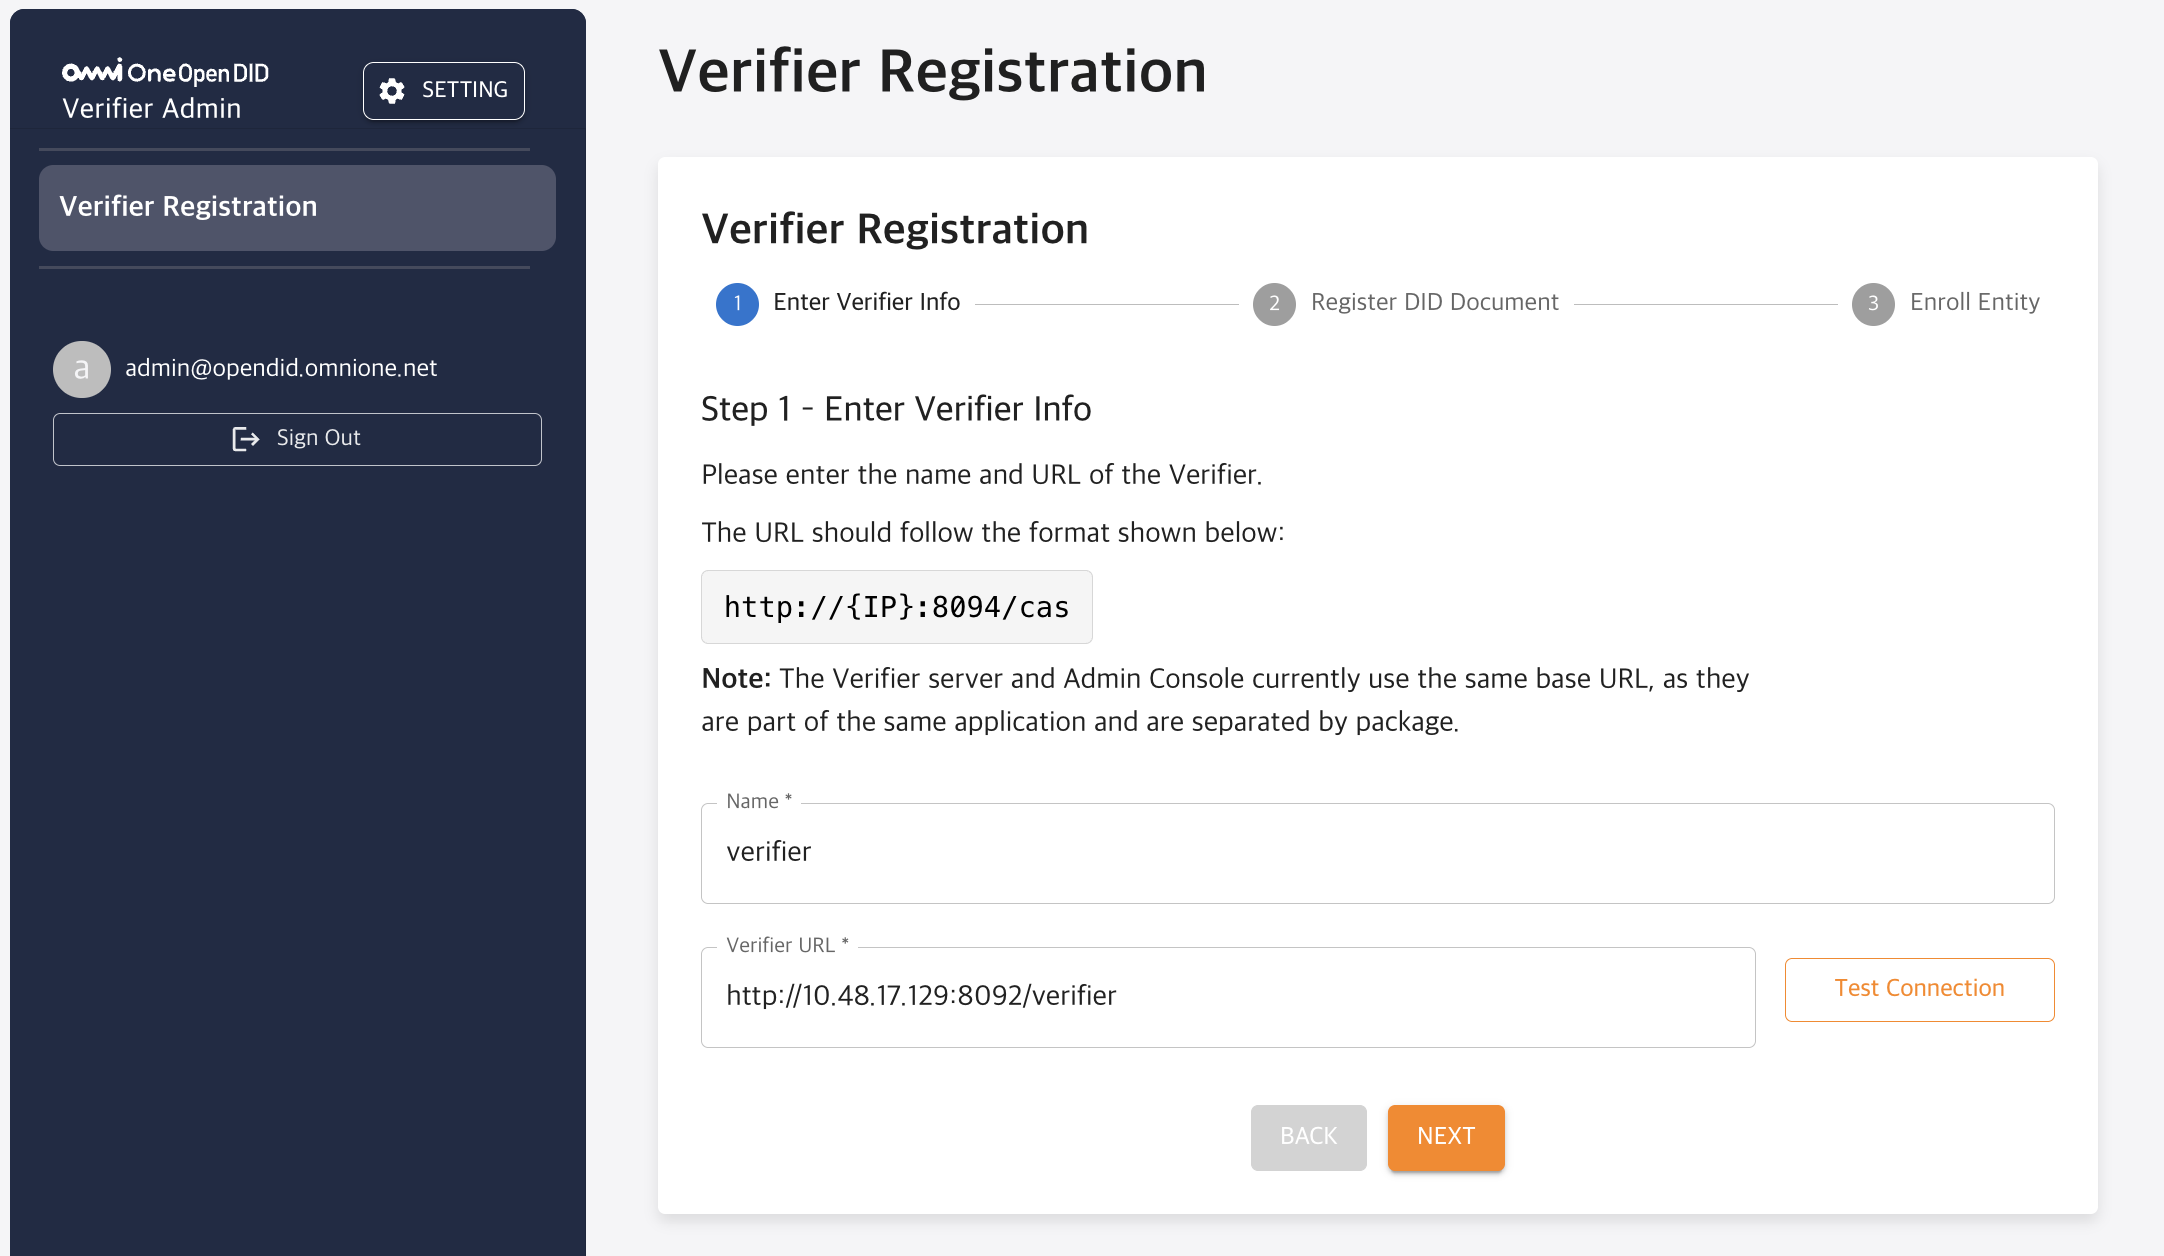 omni One Open DID
Verifier Admin
SETTING
Verifier Registration
a
admin@opendid.omnione.net
Sign Out
Verifier Registration
Verifier Registration
1 Enter Verifier Info
2 Register DID Document
3 Enroll Entity
Step 1 - Enter Verifier Info
Please enter the name and URL of the Verifier.
The URL should follow the format shown below:
http://{IP}:8094/cas
Note: The Verifier server and Admin Console currently use the same base URL, as they
are part of the same application and are separated by package.
Name *
verifier
Verifier URL *
http://10.48.17.129:8092/verifier
Test Connection
BACK
NEXT